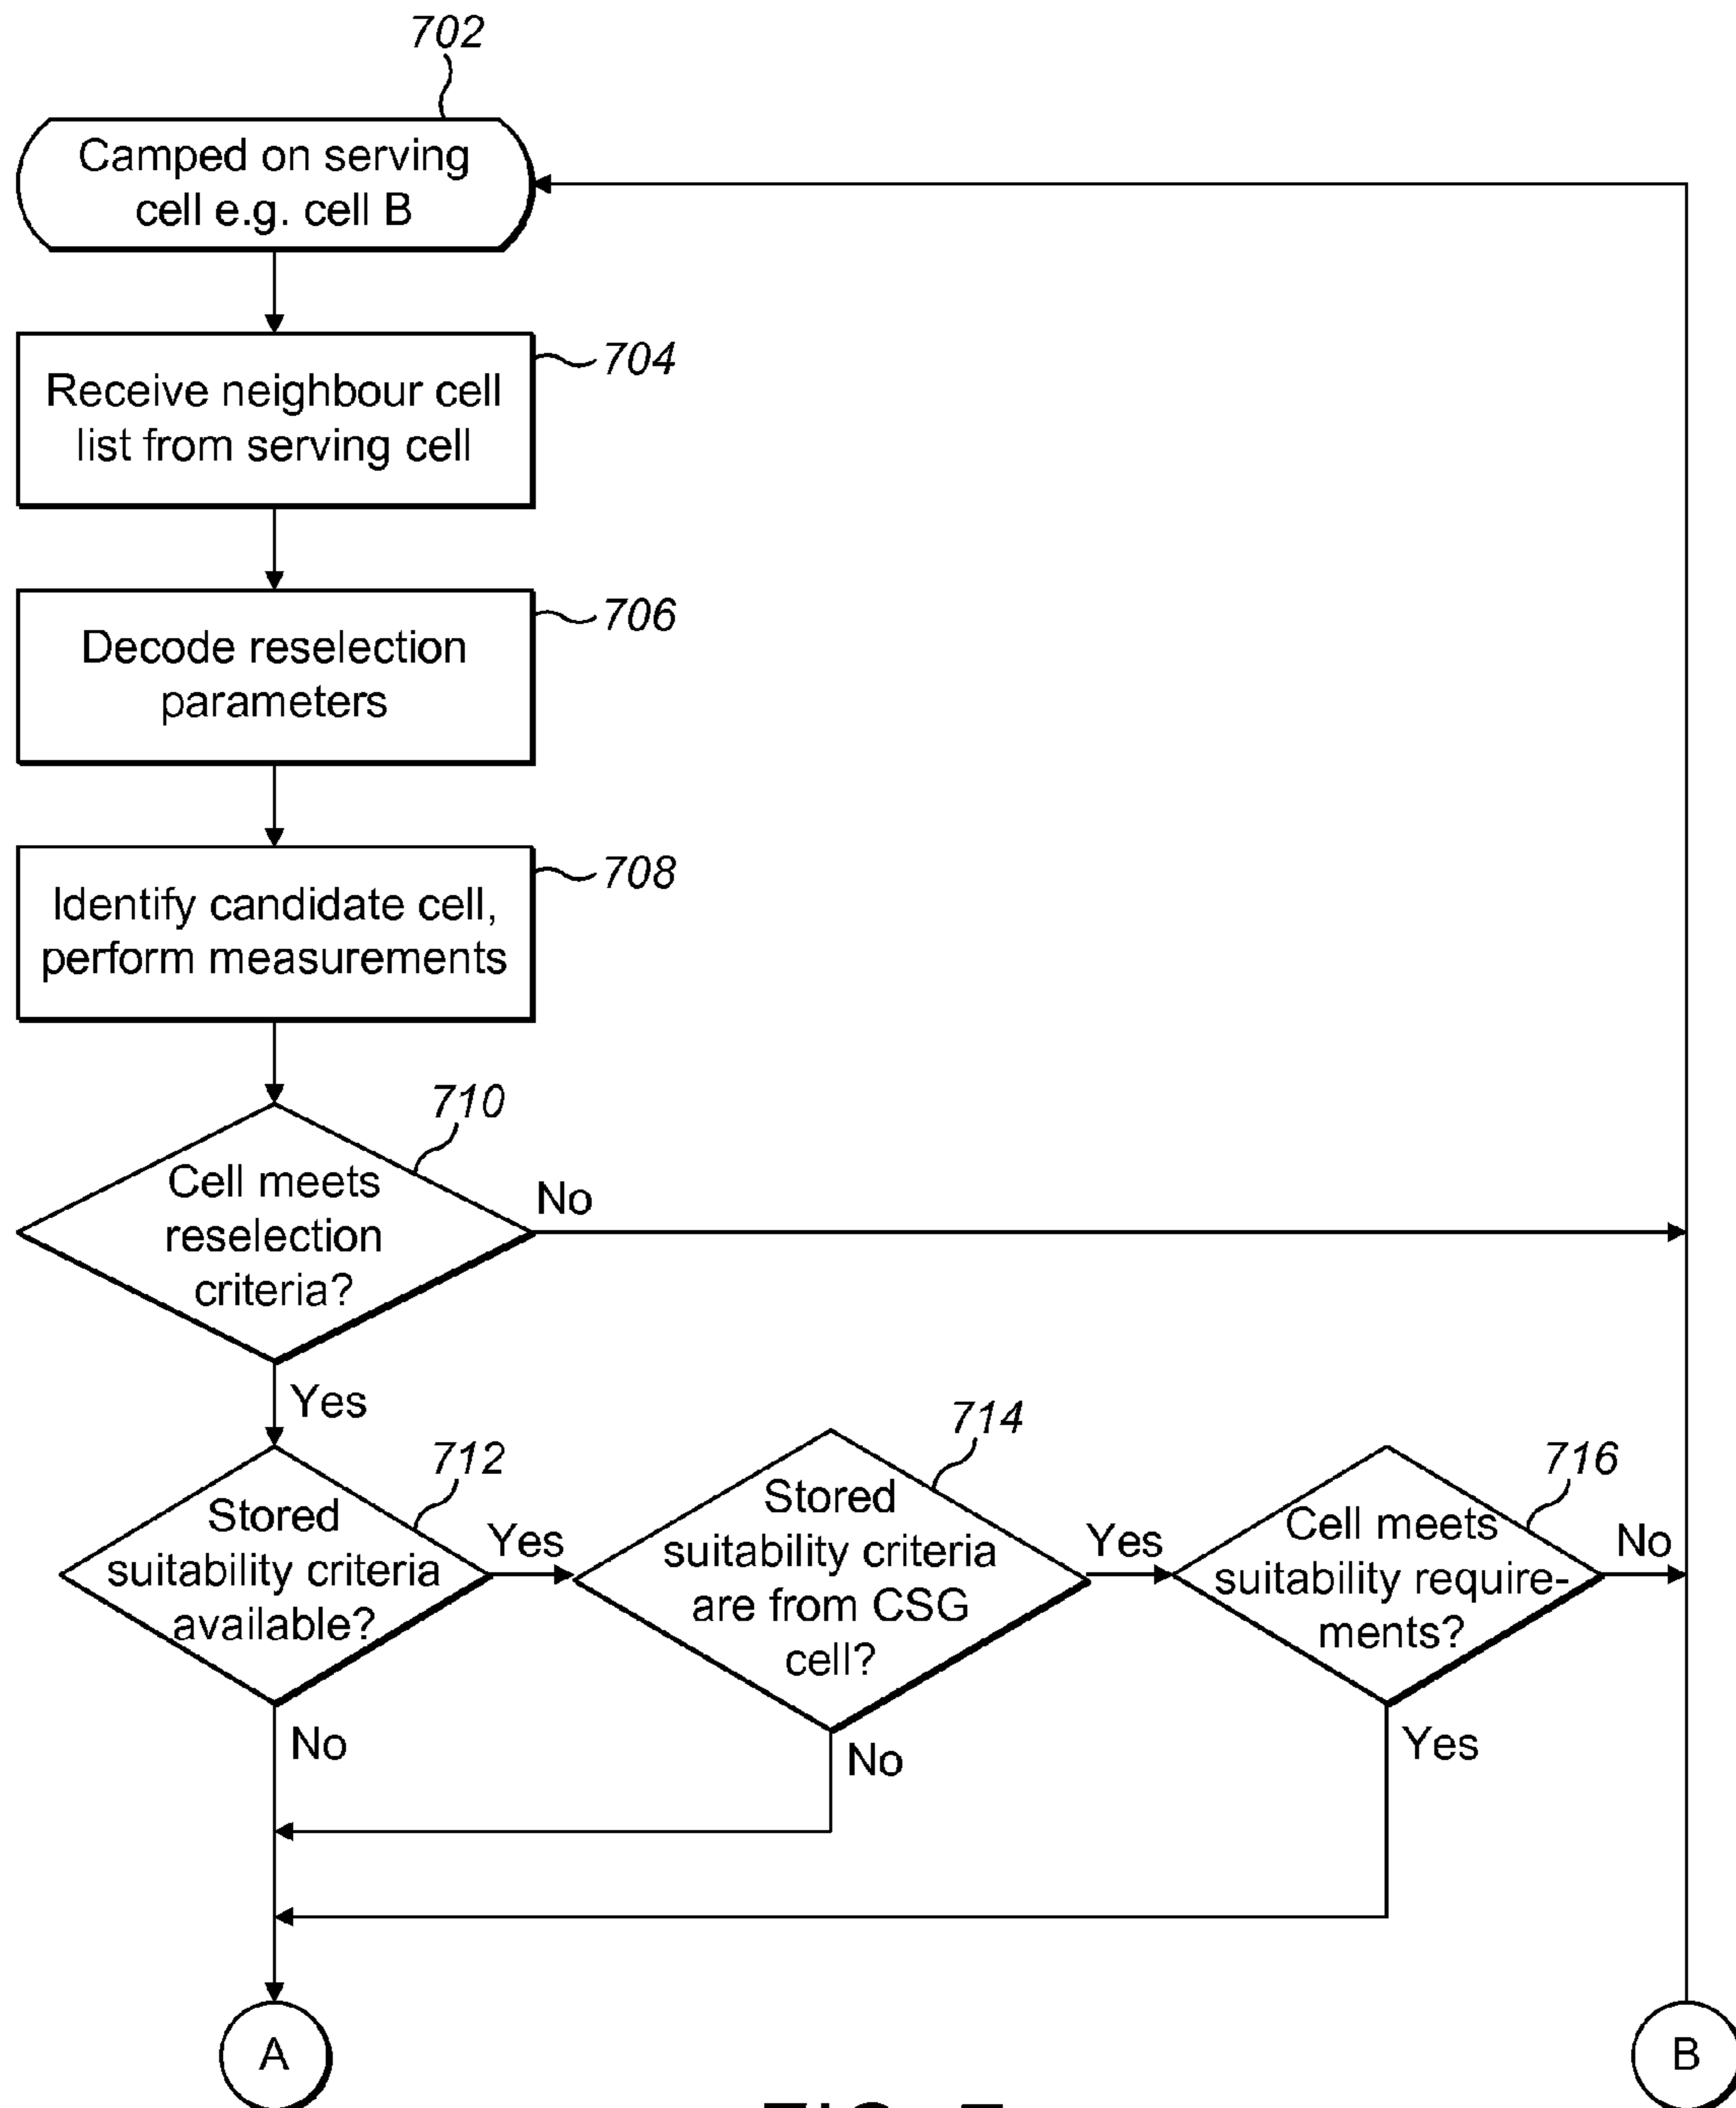 702
Camped on serving
cell e.g. cell B
704
Receive neighbour cell
list from serving cell
706
Decode reselection
parameters
708
Identify candidate cell,
perform measurements
710
Cell meets
reselection
criteria?
No
Yes
712
Stored
suitability criteria
available?
Yes
No
714
Stored
suitability criteria
are from CSG
cell?
Yes
No
716
Cell meets
suitability require-
ments?
No
Yes
A
B